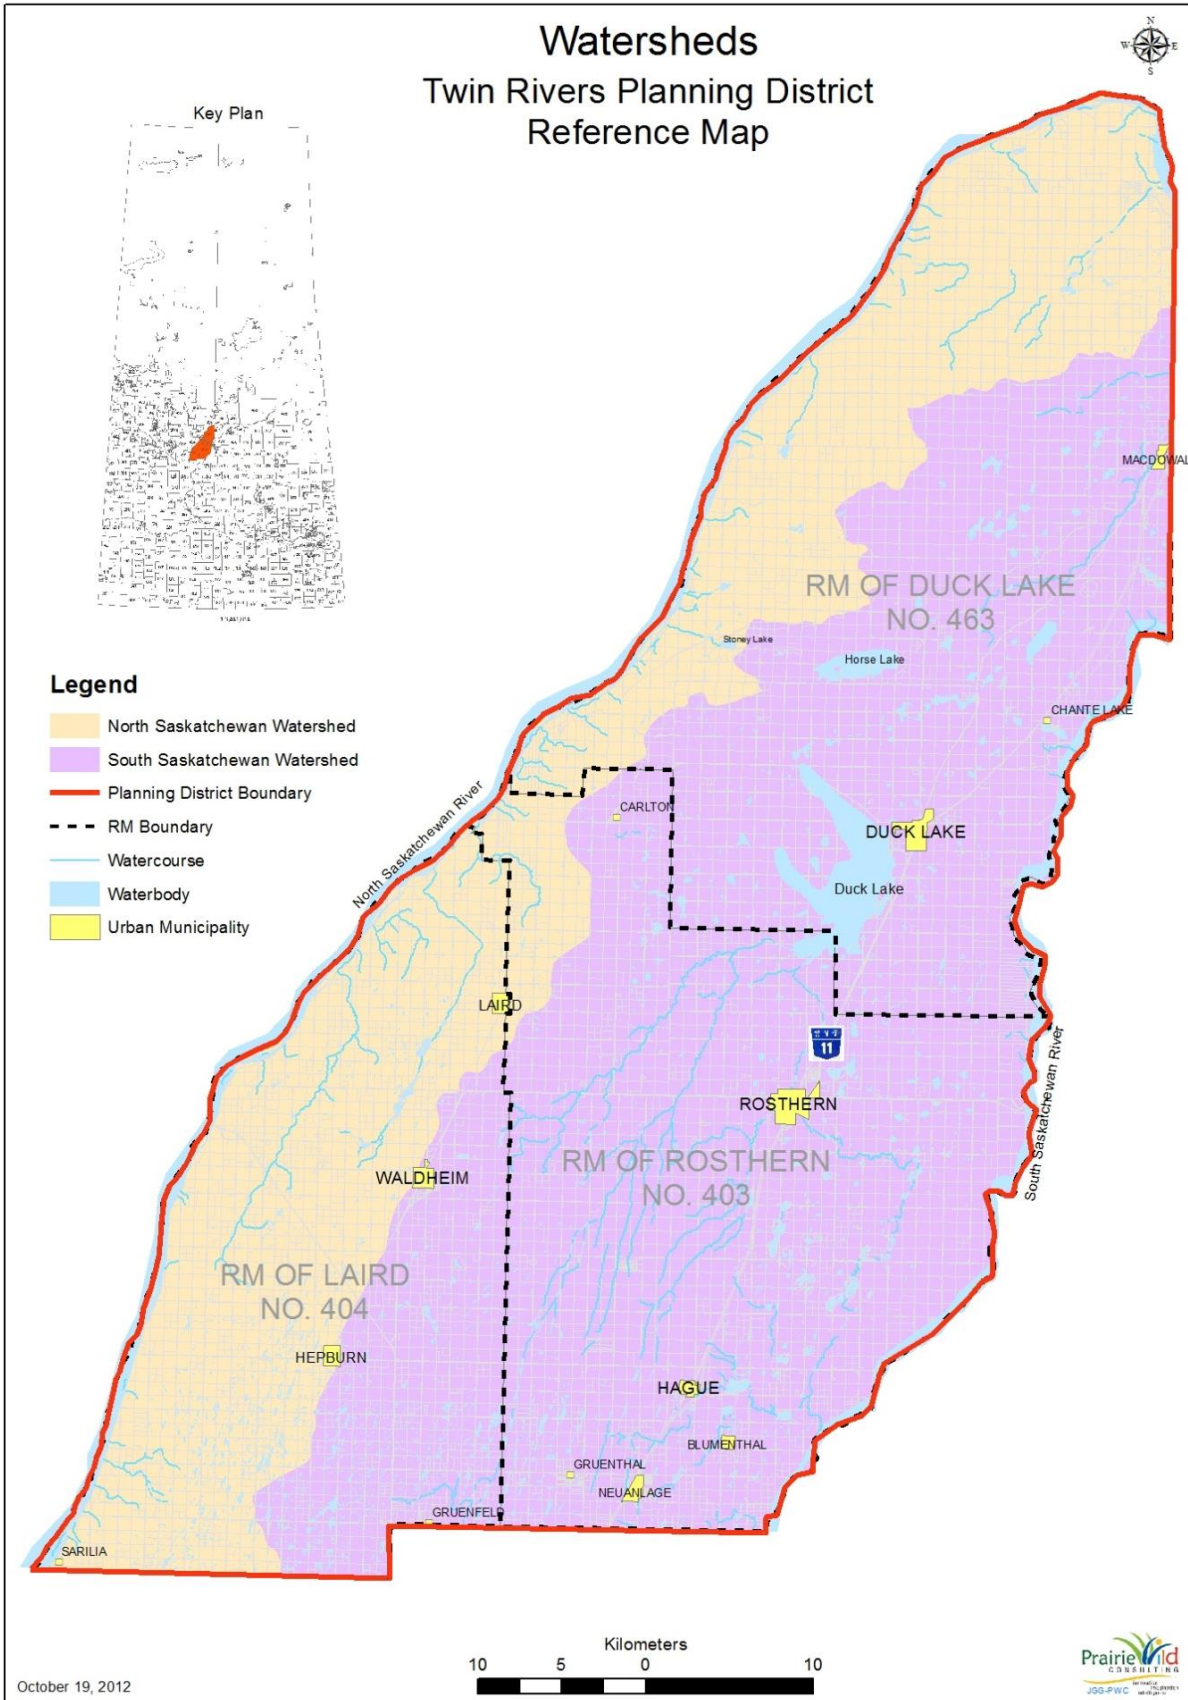 Watersheds
Twin Rivers Planning District
Reference Map
N
W
E
S
Key Plan
MACDOWAL
RM OF DUCK LAKE
NO. 463
Stoney Lake
Horse Lake
Legend
North Saskatchewan Watershed
South Saskatchewan Watershed
Planning District Boundary
RM Boundary
Watercourse
Waterbody
Urban Municipality
CHANTE LAKE
North Saskatchewan River
CARLTON
DUCK LAKE
Duck Lake
LAIRD
11
South Saskatchewan River
ROSTHERN
RM OF ROSTHERN
NO. 403
WALDHEIM
RM OF LAIRD
NO. 404
HEPBURN
HAGUE
BLUMENTHAL
GRUENTHAL
NEUANLAGE
GRUENFELD
SARILIA
Kilometers
10 5 0 10
October 19, 2012
PrairieWild
CONSULTING
JGG-PWC